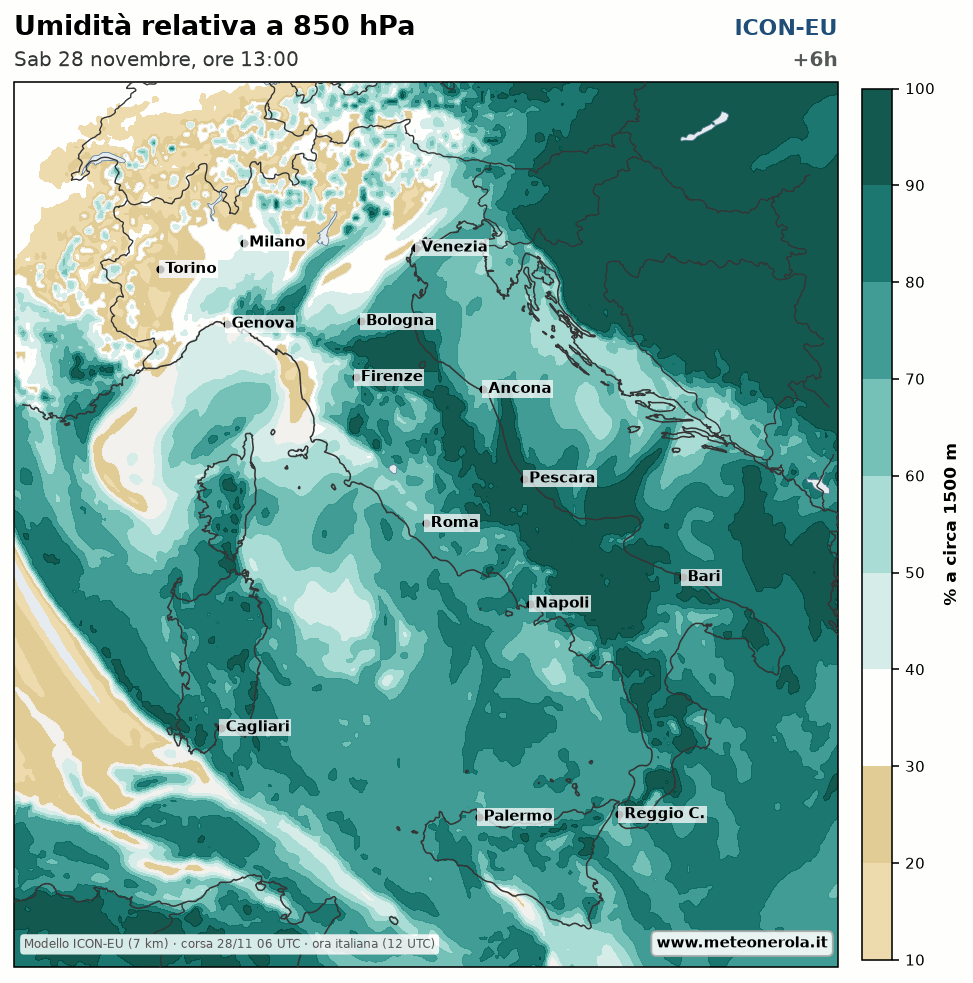 Umidità relativa a 850 hPa
ICON-EU
Sab 28 novembre, ore 13:00
+6h
100
90
80
70
60
50
40
30
20
10
% a circa 1500 m
Milano
Venezia
Torino
Genova
Bologna
Firenze
Ancona
Pescara
Roma
Bari
Napoli
Cagliari
Palermo
Reggio C.
Modello ICON-EU (7 km) · corsa 28/11 06 UTC · ora italiana (12 UTC)
www.meteonerola.it